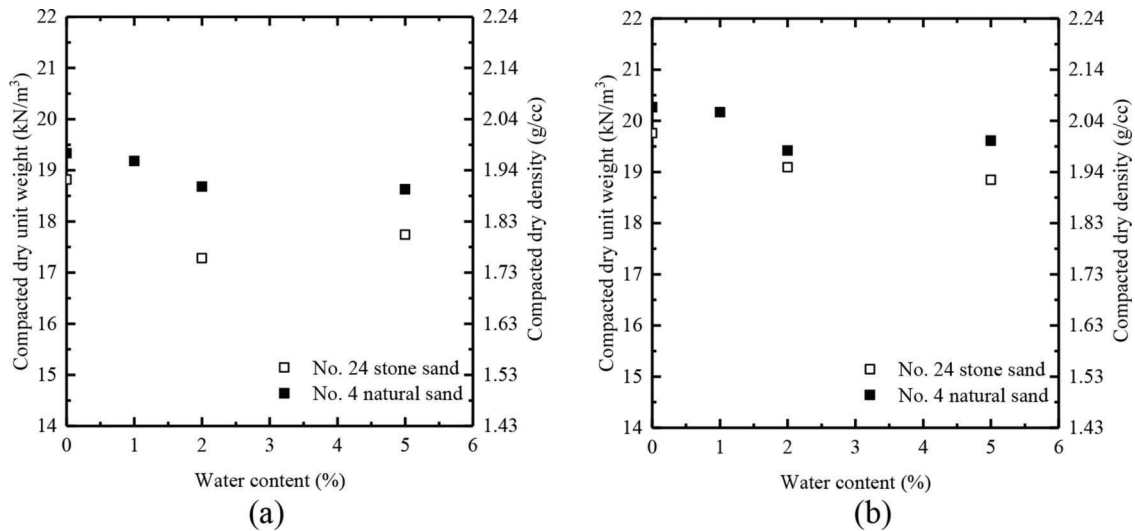 22
21
20
19
18
17
16
15
14
Compacted dry unit weight (kN/m³)
2.24
2.14
2.04
1.94
1.83
1.73
1.63
1.53
1.43
Compacted dry density (g/cc)
No. 24 stone sand
No. 4 natural sand
0 1 2 3 4 5 6
Water content (%)
(a)
22
21
20
19
18
17
16
15
14
Compacted dry unit weight (kN/m³)
2.24
2.14
2.04
1.94
1.83
1.73
1.63
1.53
1.43
Compacted dry density (g/cc)
No. 24 stone sand
No. 4 natural sand
0 1 2 3 4 5 6
Water content (%)
(b)